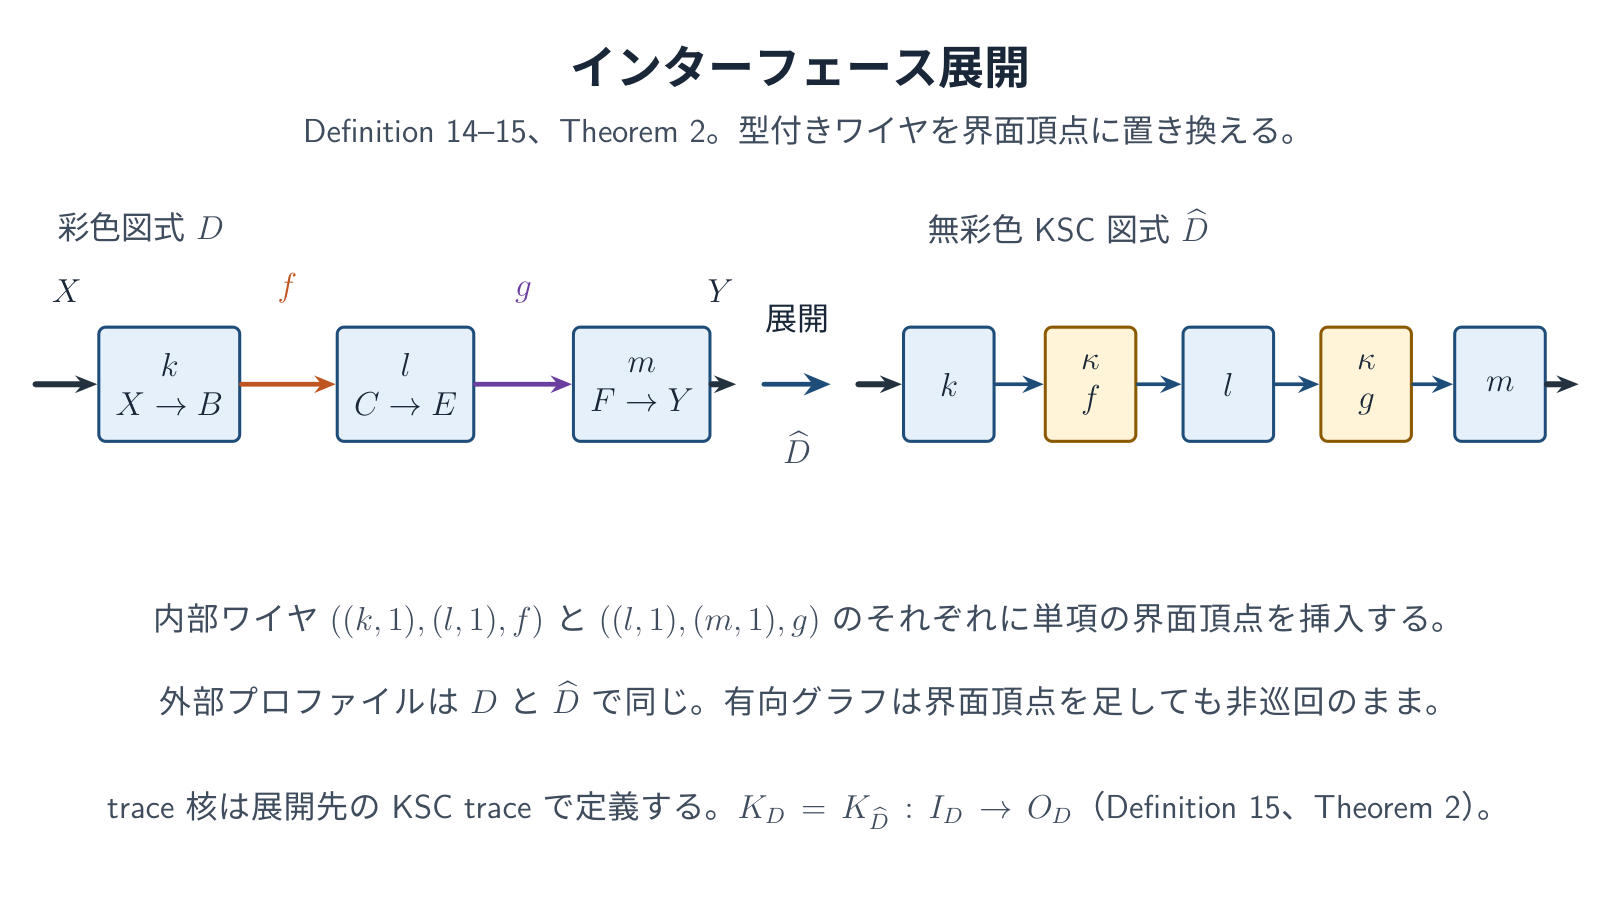 インターフェース展開
Definition 14–15、Theorem 2。型付きワイヤを界面頂点に置き換える。
彩色図式 D
無彩色 KSC 図式 D̂
X
f
g
Y
展開
k
X → B
l
C → E
m
F → Y
D̂
k
κ
f
l
κ
g
m
内部ワイヤ ((k, 1), (l, 1), f) と ((l, 1), (m, 1), g) のそれぞれに単項の界面頂点を挿入する。
外部プロファイルは D と D̂ で同じ。有向グラフは界面頂点を足しても非巡回のまま。
trace 核は展開先の KSC trace で定義する。K_D = K_D̂ : I_D → O_D（Definition 15、Theorem 2）。